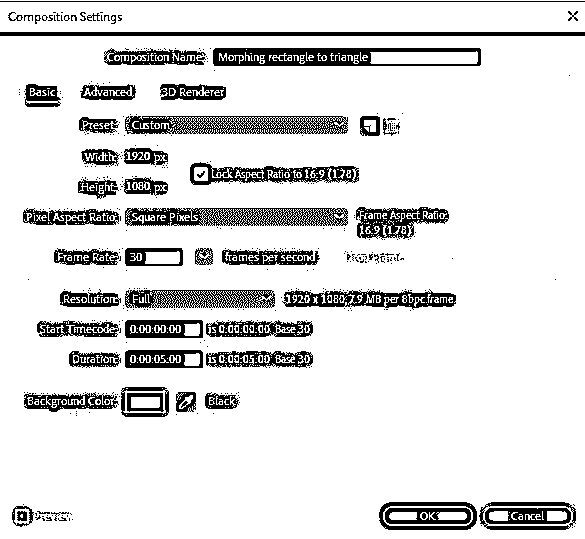 Composition Settings
Composition Name: Morphing rectangle to triangle
Basic Advanced 3D Renderer
Preset: Custom
Width: 1920 px
Lock Aspect Ratio to 16:9 (1.78)
Height: 1080 px
Pixel Aspect Ratio: Square Pixels
Frame Aspect Ratio:
16:9 (1.78)
Frame Rate: 30 frames per second
Resolution: Full 1920 x 1080, 7.9 MB per 8bpc frame
Start Timecode: 0:00:00:00 is 0:00:00:00 Base 30
Duration: 0:00:05:00 is 0:00:05:00 Base 30
Background Color: Black
Preview
OK Cancel